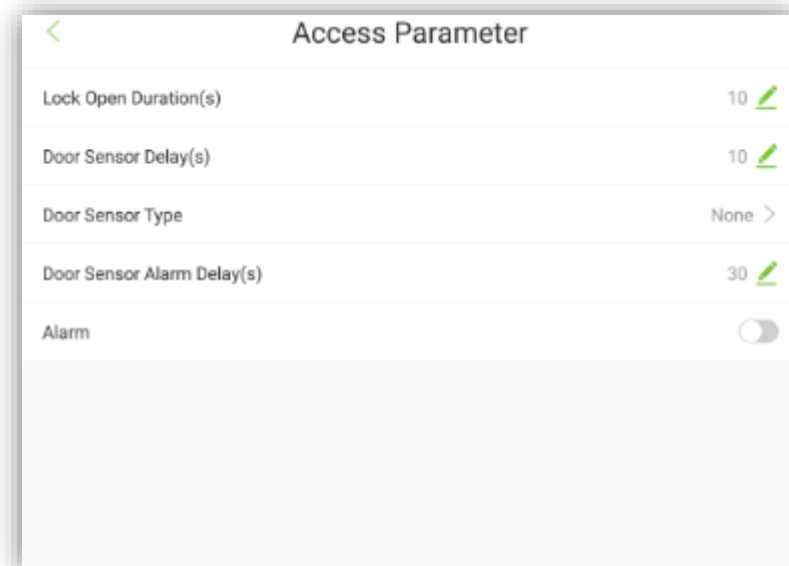 Access Parameter
Lock Open Duration(s) 10
Door Sensor Delay(s) 10
Door Sensor Type None
Door Sensor Alarm Delay(s) 30
Alarm